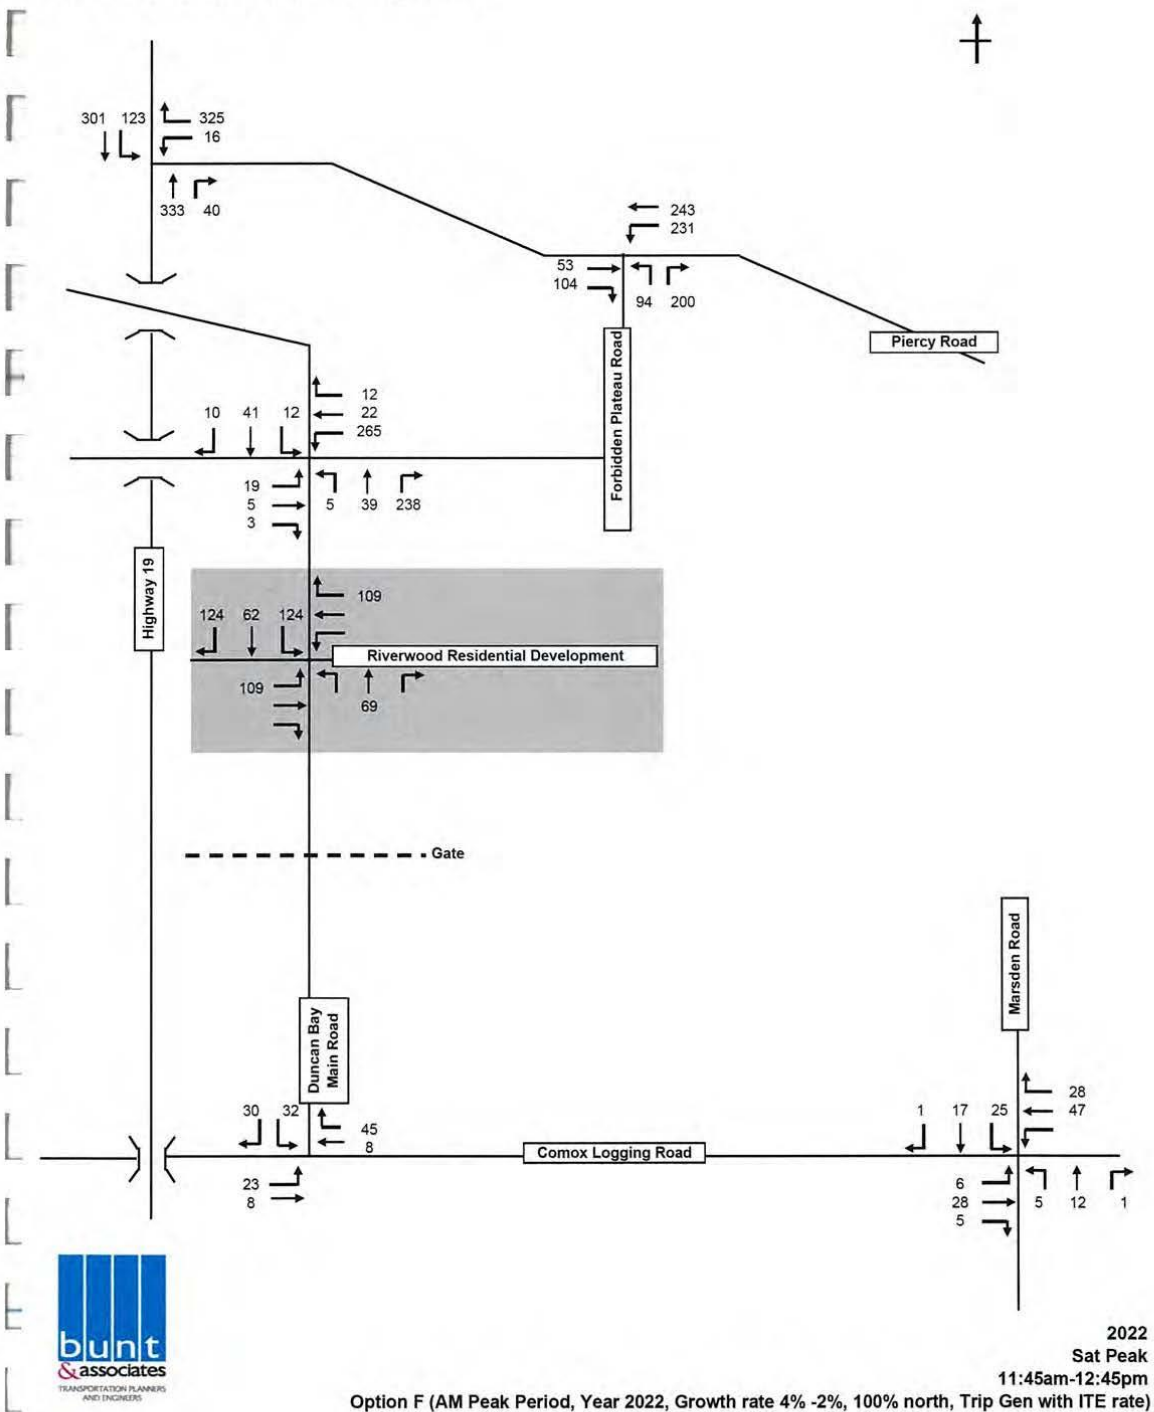 301 123 325
16
333 40
243
231
53
104
94 200
Piercy Road
Forbidden Plateau Road
12
10 41 12 22
265
19
5 5 39 238
3
Highway 19
109
124 62 124
Riverwood Residential Development
109
69
Gate
Marsden Road
Duncan Bay
Main Road
28
30 32 1 17 25 47
45
8
Comox Logging Road
23 6
8 28 5 12 1
5
bunt
& associates
TRANSPORTATION PLANNERS
AND ENGINEERS
2022
Sat Peak
11:45am-12:45pm
Option F (AM Peak Period, Year 2022, Growth rate 4% -2%, 100% north, Trip Gen with ITE rate)